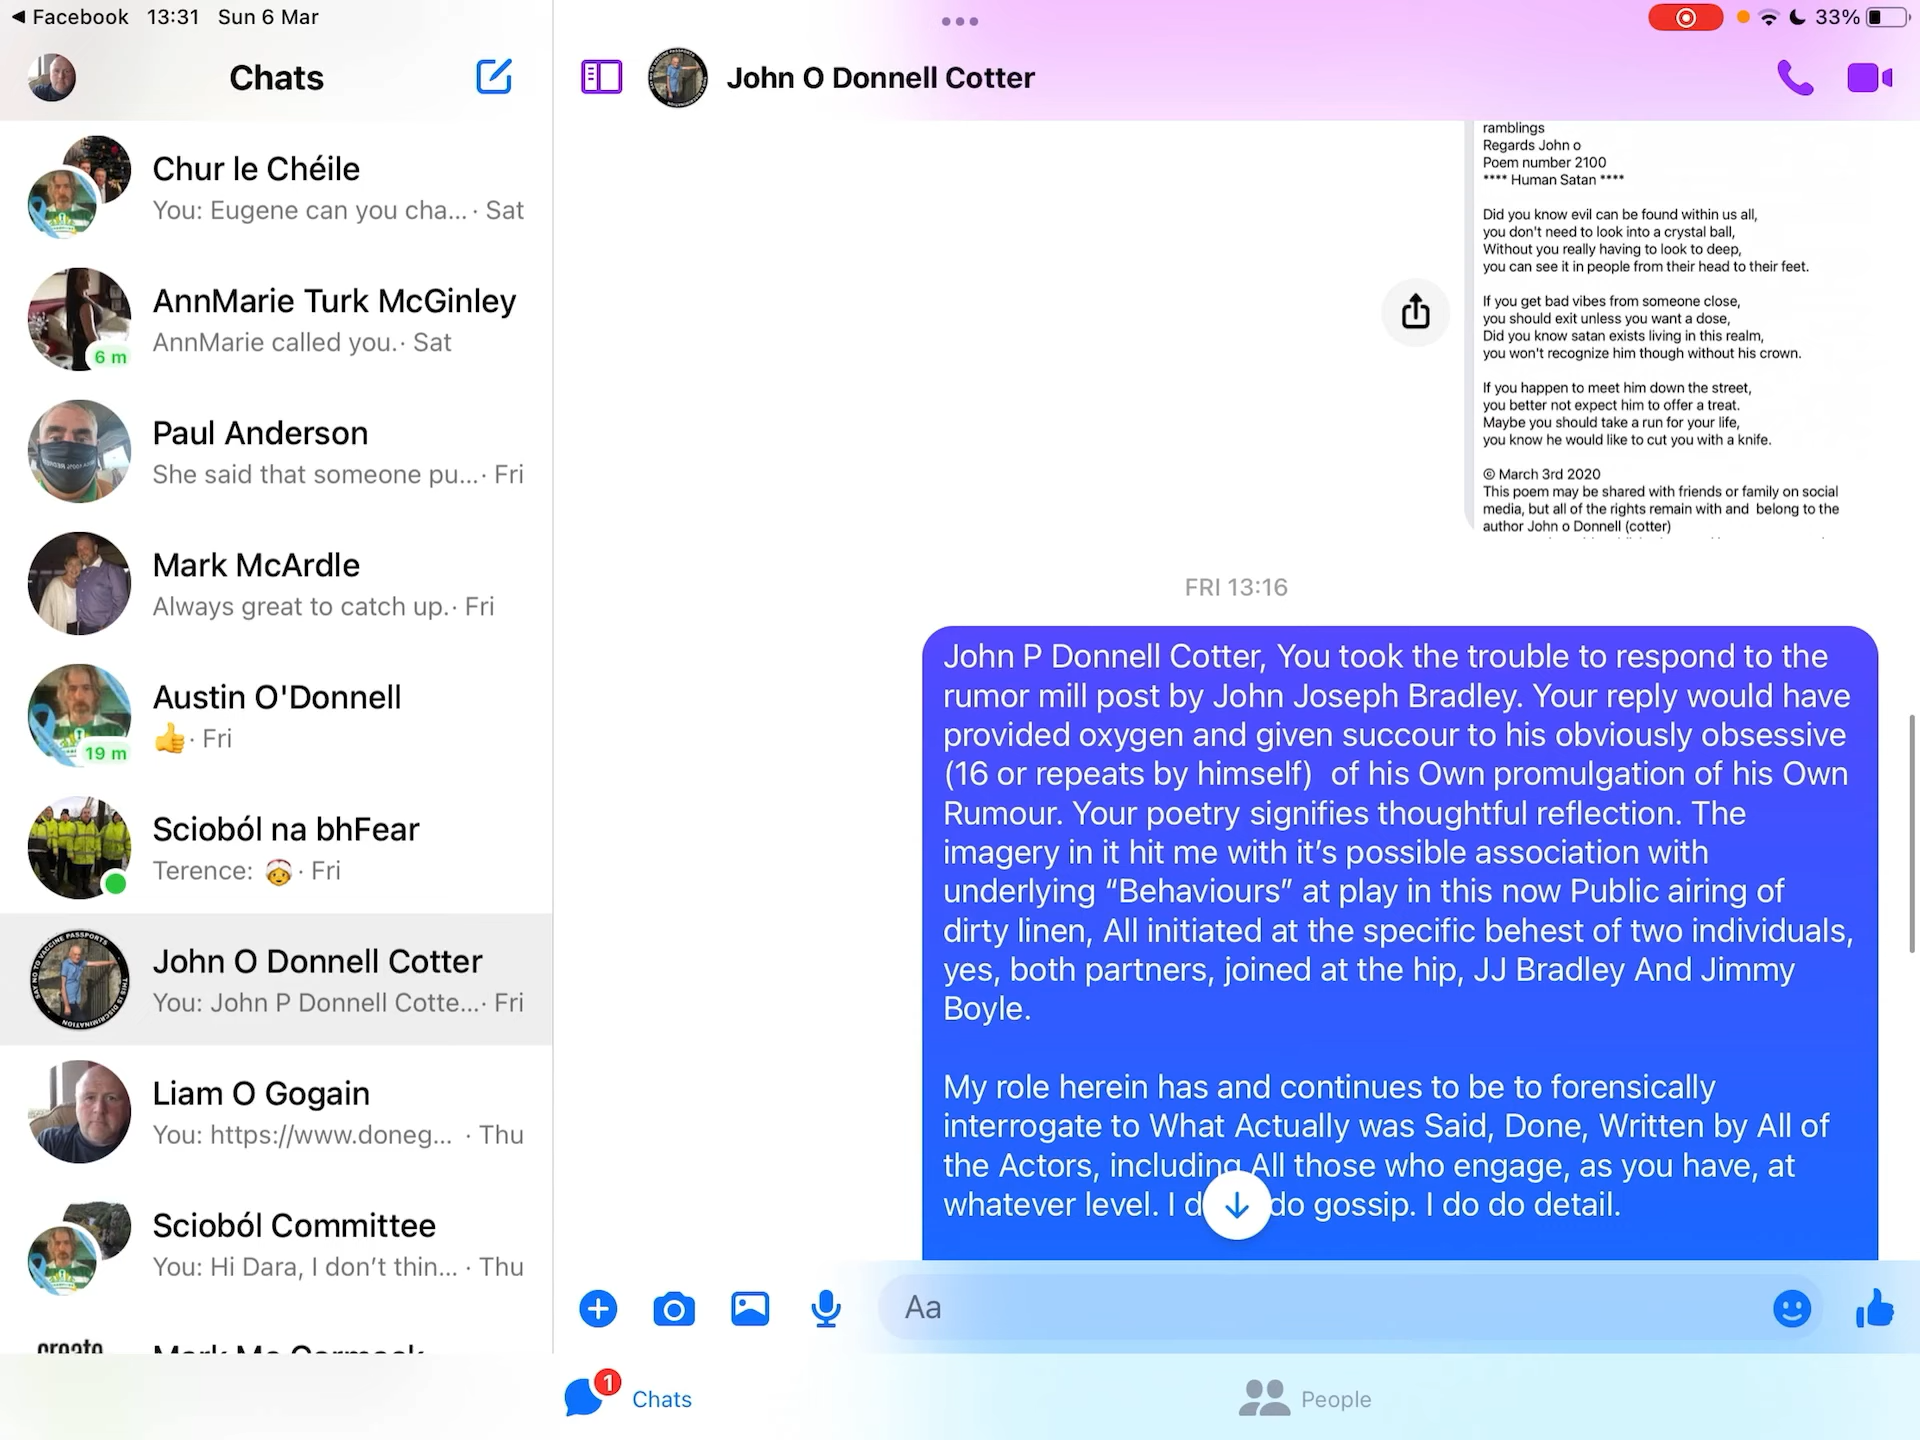 Facebook 13:31 Sun 6 Mar
33%
Chats
Chur le Chéile
You: Eugene can you cha... · Sat
AnnMarie Turk McGinley
AnnMarie called you. · Sat
6 m
Paul Anderson
She said that someone pu... · Fri
Mark McArdle
Always great to catch up. · Fri
Austin O'Donnell
👍 · Fri
19 m
Scioból na bhFear
Terence: 🤶 · Fri
John O Donnell Cotter
You: John P Donnell Cotte... · Fri
SAY NO TO VACCINE PASSPORTS
THIS IS DISCRIMINATION
Liam O Gogain
You: https://www.doneg... · Thu
Scioból Committee
You: Hi Dara, I don’t thin... · Thu
John O Donnell Cotter
ramblings
Regards John o
Poem number 2100
**** Human Satan ****
Did you know evil can be found within us all,
you don't need to look into a crystal ball,
Without you really having to look to deep,
you can see it in people from their head to their feet.
If you get bad vibes from someone close,
you should exit unless you want a dose,
Did you know satan exists living in this realm,
you won't recognize him though without his crown.
If you happen to meet him down the street,
you better not expect him to offer a treat.
Maybe you should take a run for your life,
you know he would like to cut you with a knife.
© March 3rd 2020
This poem may be shared with friends or family on social
media, but all of the rights remain with and belong to the
author John o Donnell (cotter)
FRI 13:16
John P Donnell Cotter, You took the trouble to respond to the
rumor mill post by John Joseph Bradley. Your reply would have
provided oxygen and given succour to his obviously obsessive
(16 or repeats by himself) of his Own promulgation of his Own
Rumour. Your poetry signifies thoughtful reflection. The
imagery in it hit me with it’s possible association with
underlying “Behaviours” at play in this now Public airing of
dirty linen, All initiated at the specific behest of two individuals,
yes, both partners, joined at the hip, JJ Bradley And Jimmy
Boyle.
My role herein has and continues to be to forensically
interrogate to What Actually was Said, Done, Written by All of
the Actors, including All those who engage, as you have, at
whatever level. I do gossip. I do do detail.
Aa
1
Chats
People